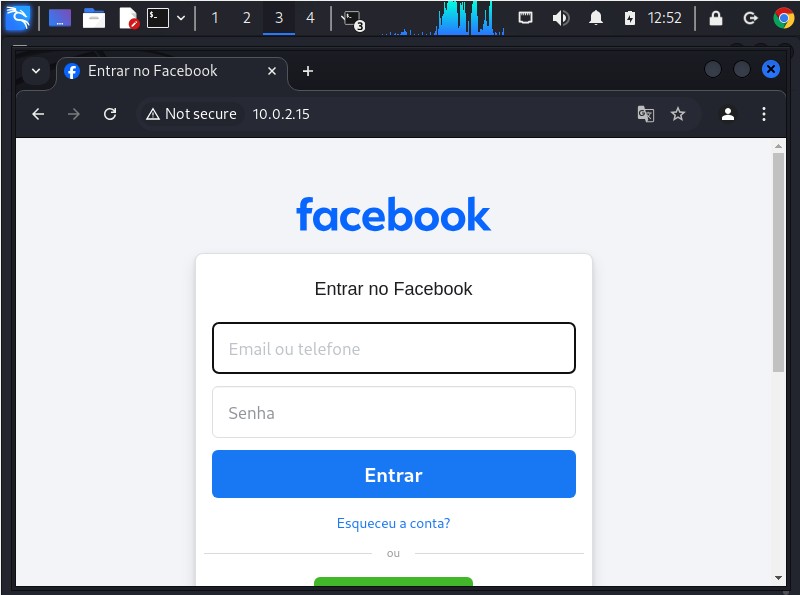 1 2 3 4 3 12:52
Entrar no Facebook
Not secure 10.0.2.15
facebook
Entrar no Facebook
Email ou telefone
Senha
Entrar
Esqueceu a conta?
ou